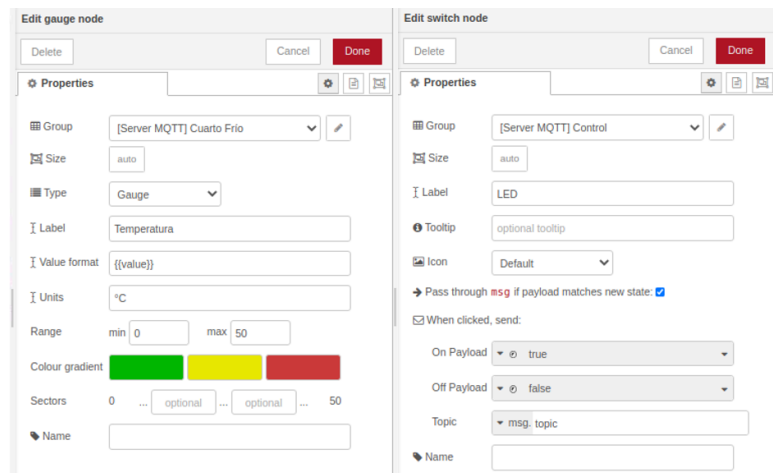 Edit gauge node
Delete
Cancel
Done
Properties
Group
[Server MQTT] Cuarto Frío
Size
auto
Type
Gauge
Label
Temperatura
Value format
{{value}}
Units
°C
Range
min 0
max 50
Colour gradient
Sectors
0 ... optional ... optional ... 50
Name
Edit switch node
Delete
Cancel
Done
Properties
Group
[Server MQTT] Control
Size
auto
Label
LED
Tooltip
optional tooltip
Icon
Default
Pass through msg if payload matches new state:
When clicked, send:
On Payload
true
Off Payload
false
Topic
msg. topic
Name